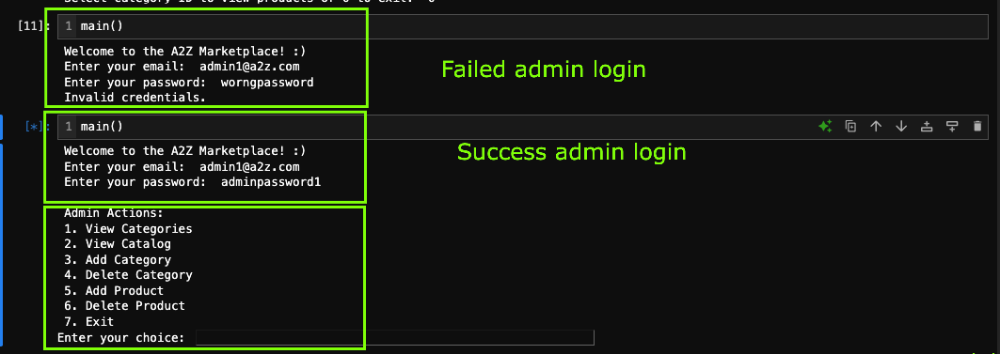 [11]: 1 main()
Welcome to the A2Z Marketplace! :)
Enter your email: admin1@a2z.com
Enter your password: worngpassword
Invalid credentials.
Failed admin login
[*]: 1 main()
Welcome to the A2Z Marketplace! :)
Enter your email: admin1@a2z.com
Enter your password: adminpassword1
Success admin login
Admin Actions:
1. View Categories
2. View Catalog
3. Add Category
4. Delete Category
5. Add Product
6. Delete Product
7. Exit
Enter your choice: